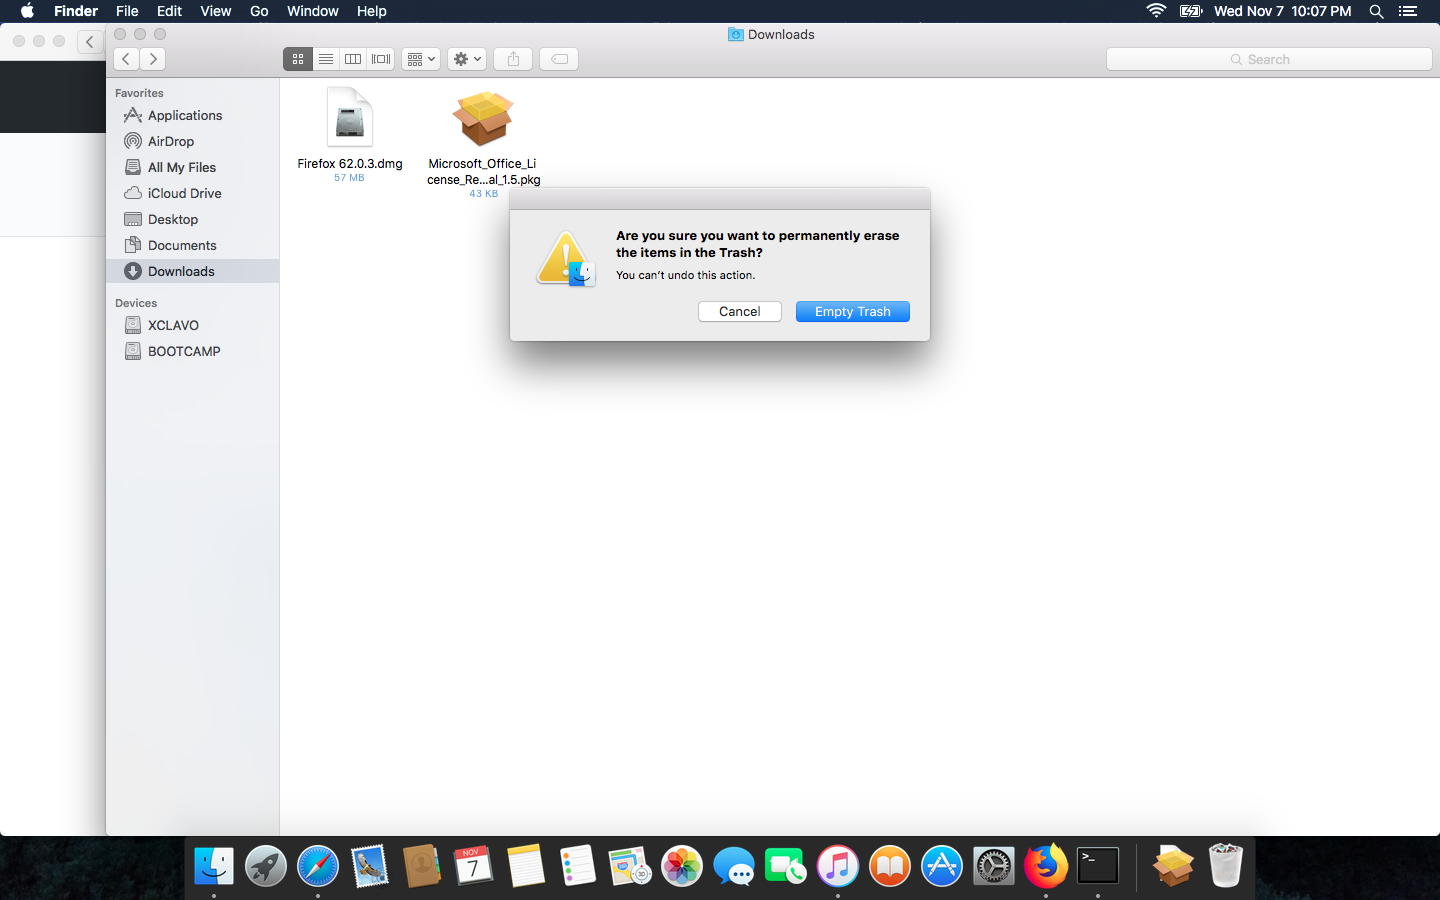 Finder File Edit View Go Window Help Wed Nov 7 10:07 PM
Downloads
Search
Favorites
Applications
AirDrop
All My Files
iCloud Drive
Desktop
Documents
Downloads
Devices
XCLAVO
BOOTCAMP
Firefox 62.0.3.dmg
57 MB
Microsoft_Office_Li
cense_Re...al_1.5.pkg
43 KB
Are you sure you want to permanently erase
the items in the Trash?
You can't undo this action.
Cancel Empty Trash
NOV
7
3D
>_